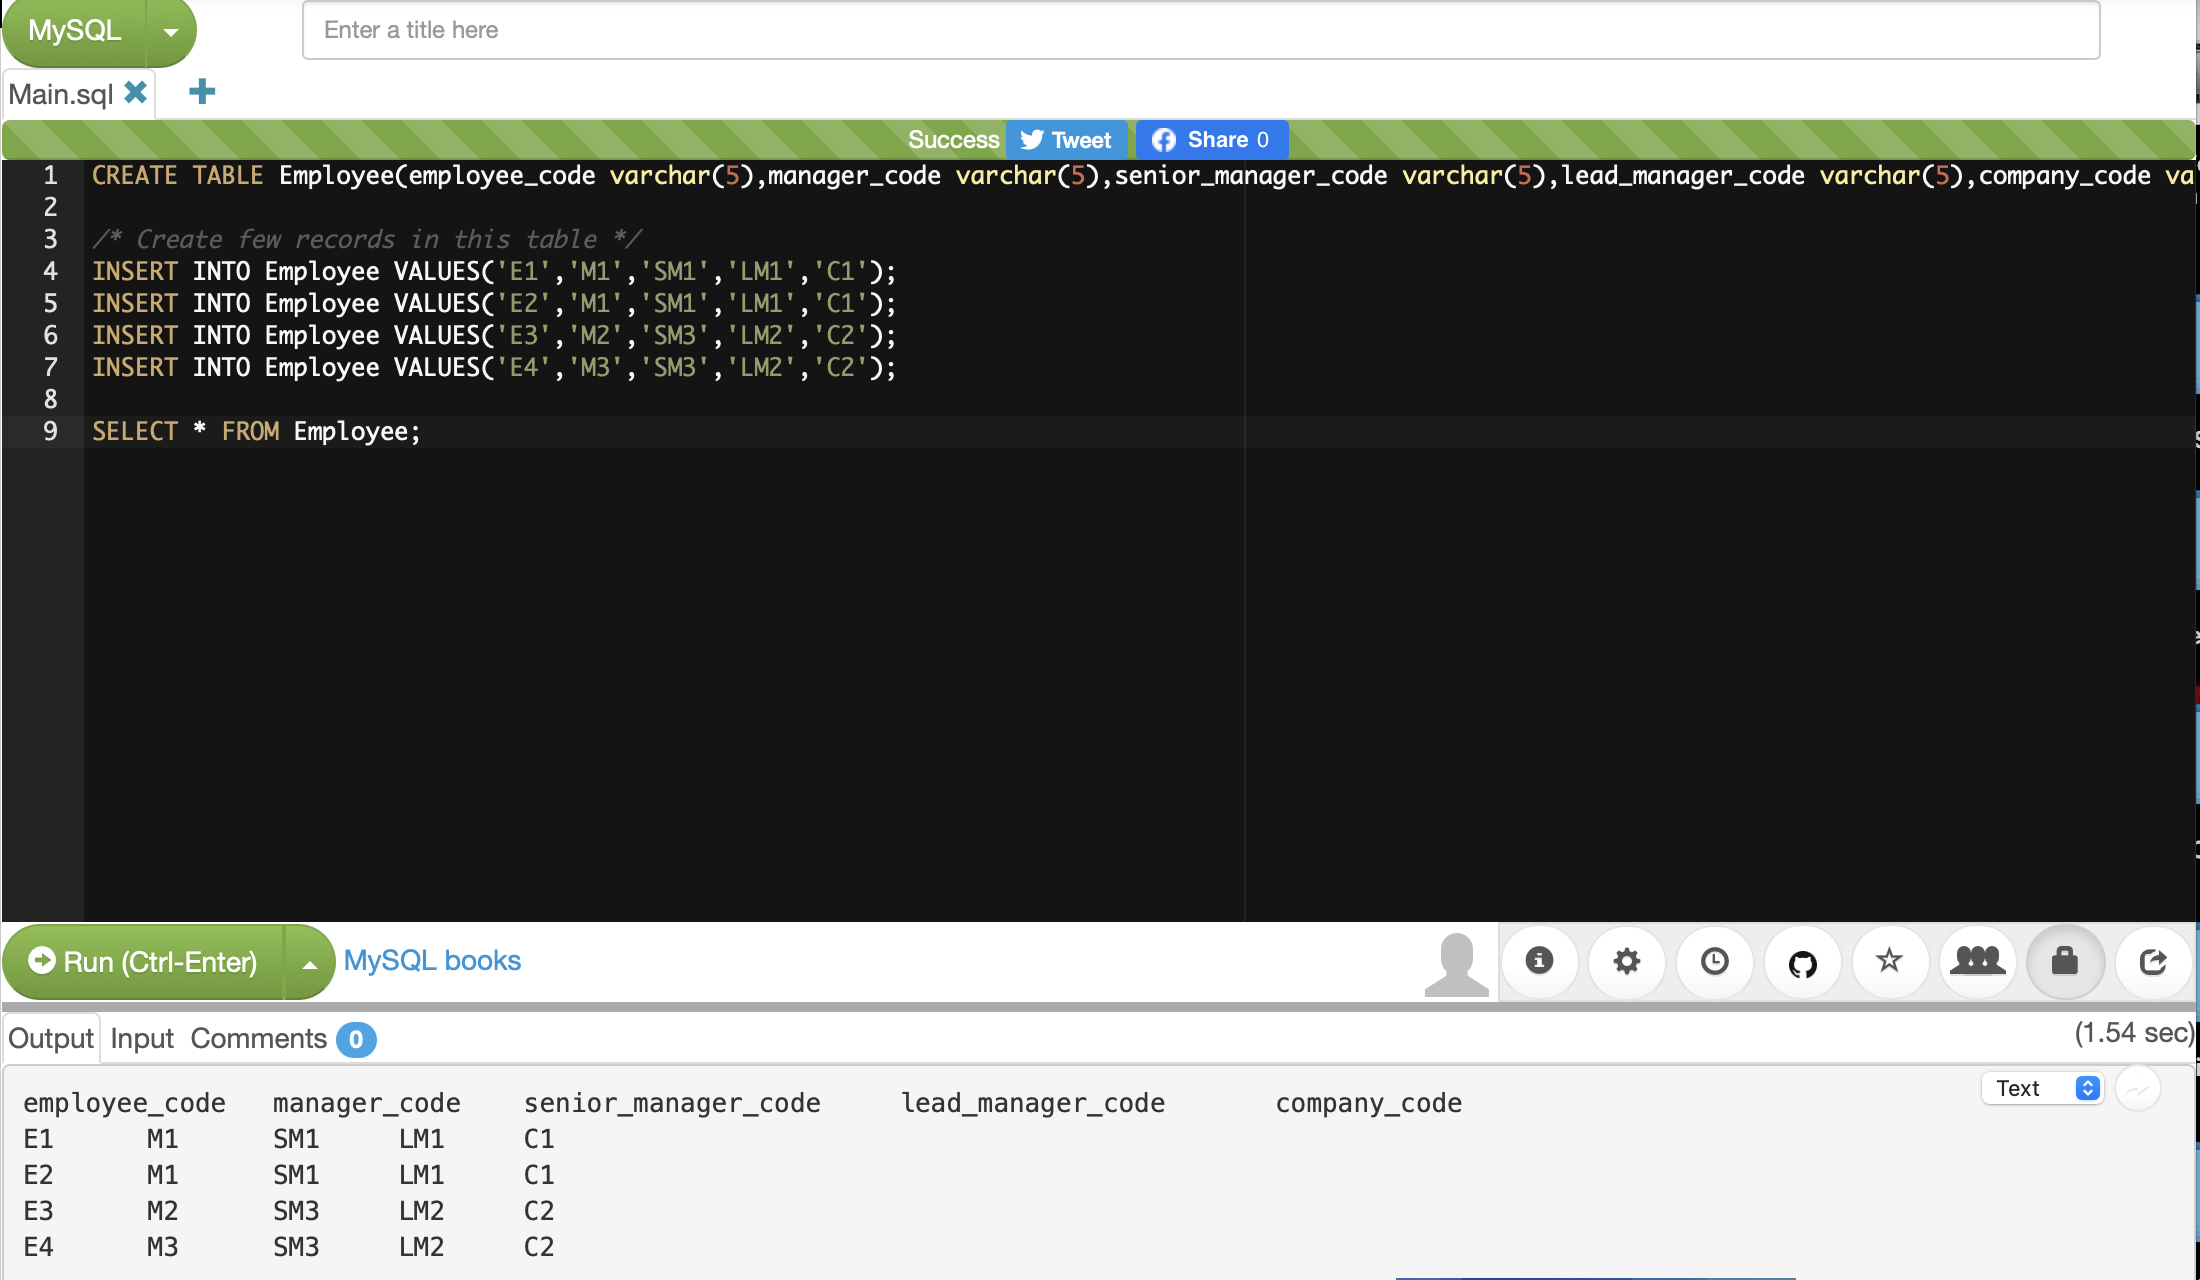 MySQL
Enter a title here
Main.sql
Success Tweet Share 0
1 CREATE TABLE Employee(employee_code varchar(5),manager_code varchar(5),senior_manager_code varchar(5),lead_manager_code varchar(5),company_code va
2
3 /* Create few records in this table */
4 INSERT INTO Employee VALUES('E1','M1','SM1','LM1','C1');
5 INSERT INTO Employee VALUES('E2','M1','SM1','LM1','C1');
6 INSERT INTO Employee VALUES('E3','M2','SM3','LM2','C2');
7 INSERT INTO Employee VALUES('E4','M3','SM3','LM2','C2');
8
9 SELECT * FROM Employee;
Run (Ctrl-Enter) MySQL books
Output Input Comments 0 (1.54 sec)
Text
employee_code manager_code senior_manager_code lead_manager_code company_code
E1 M1 SM1 LM1 C1
E2 M1 SM1 LM1 C1
E3 M2 SM3 LM2 C2
E4 M3 SM3 LM2 C2